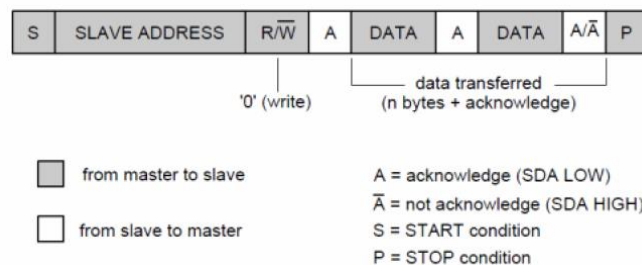 S SLAVE ADDRESS R/W̅ A DATA A DATA A/A̅ P
data transferred
'0' (write) (n bytes + acknowledge)
from master to slave
from slave to master
A = acknowledge (SDA LOW)
A̅ = not acknowledge (SDA HIGH)
S = START condition
P = STOP condition